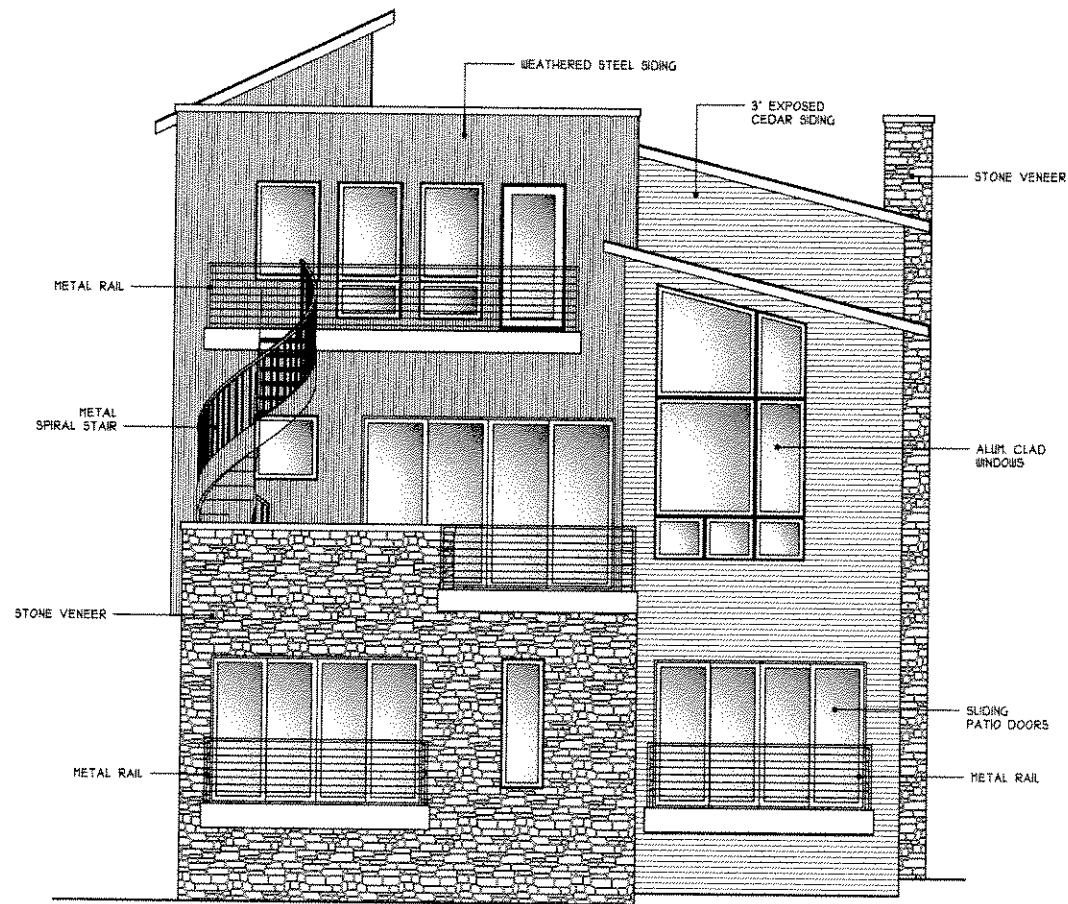 WEATHERED STEEL SIDING
3" EXPOSED
CEDAR SIDING
STONE VENEER
METAL RAIL
METAL
SPIRAL STAIR
ALUM. CLAD
WINDOWS
STONE VENEER
SLIDING
PATIO DOORS
METAL RAIL
METAL RAIL